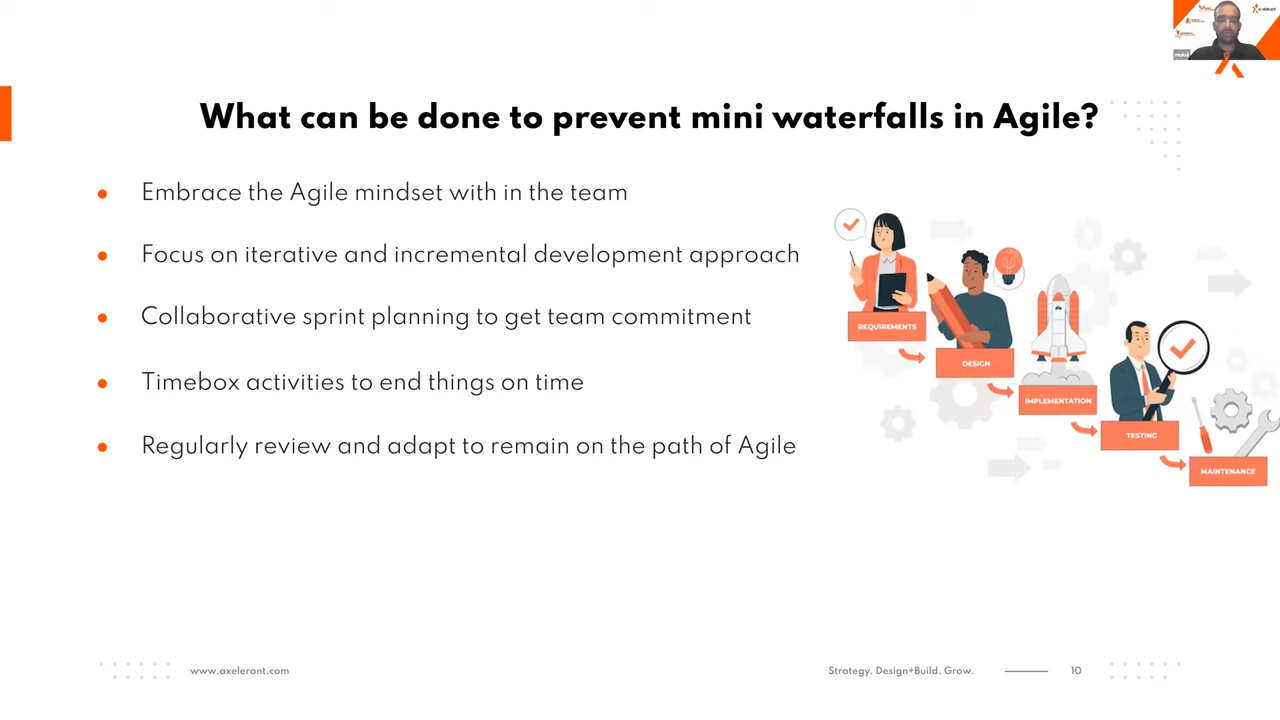 What can be done to prevent mini waterfalls in Agile?
Embrace the Agile mindset with in the team
Focus on iterative and incremental development approach
Collaborative sprint planning to get team commitment
Timebox activities to end things on time
Regularly review and adapt to remain on the path of Agile
REQUIREMENTS
DESIGN
IMPLEMENTATION
TESTING
MAINTENANCE
www.axelerant.com
Strategy. Design+Build. Grow.
10